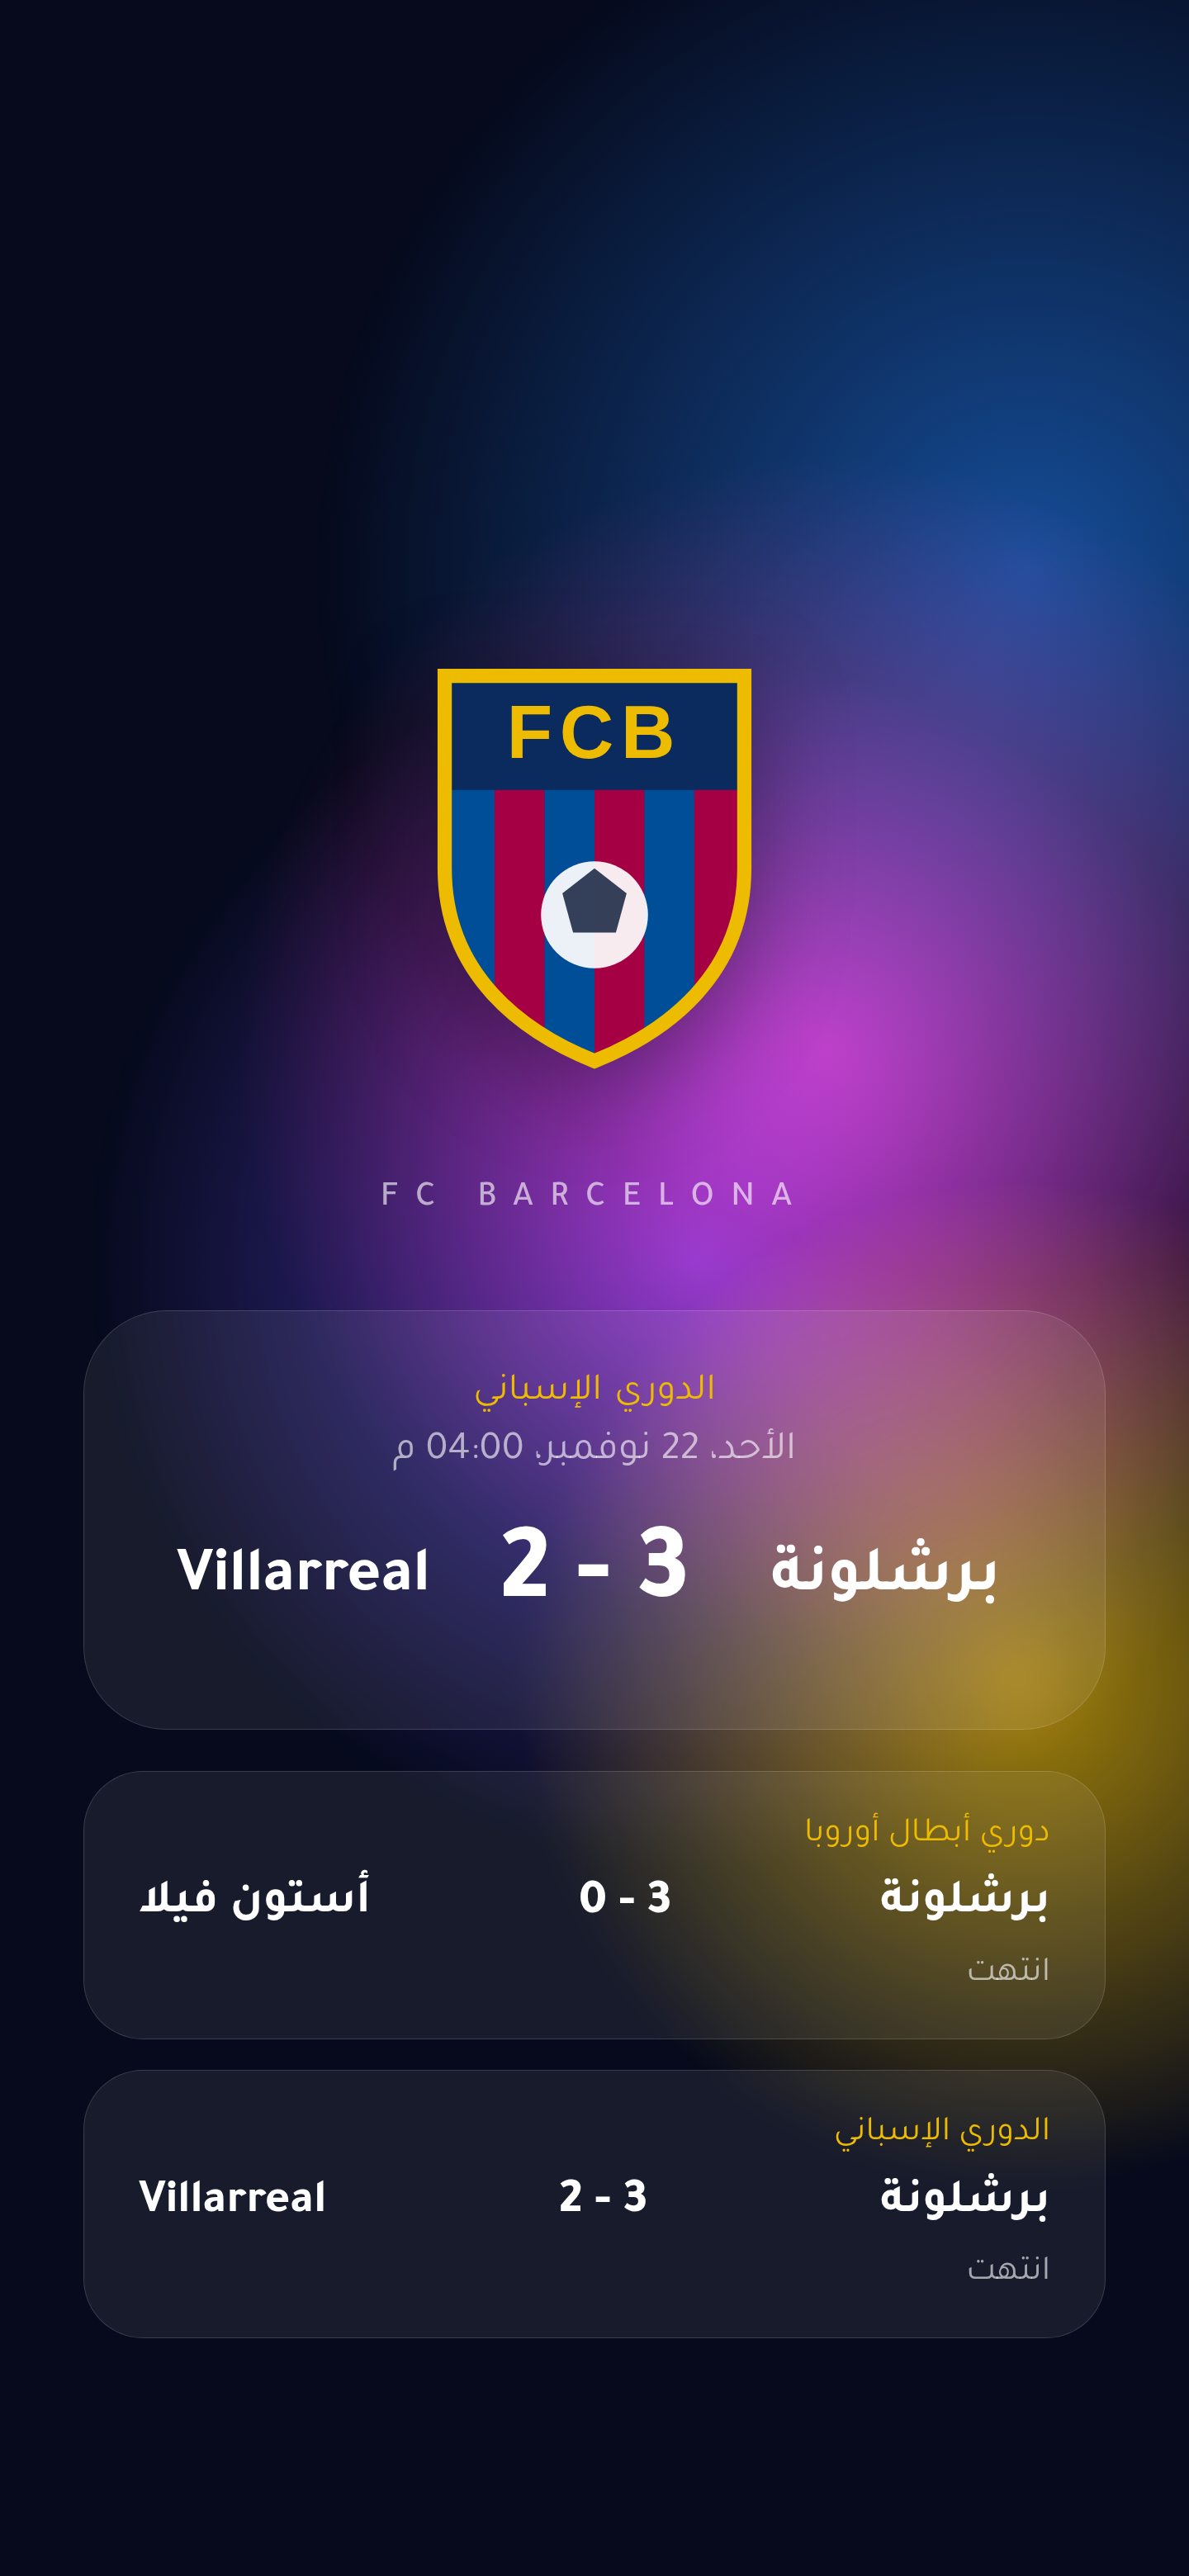 FCB
FC BARCELONA
الدوري الإسباني
الأحد، 22 نوفمبر، 04:00 م
برشلونة 3 - 2 Villarreal
دوري أبطال أوروبا
برشلونة 3 - 0 أستون فيلا
انتهت
الدوري الإسباني
برشلونة 3 - 2 Villarreal
انتهت